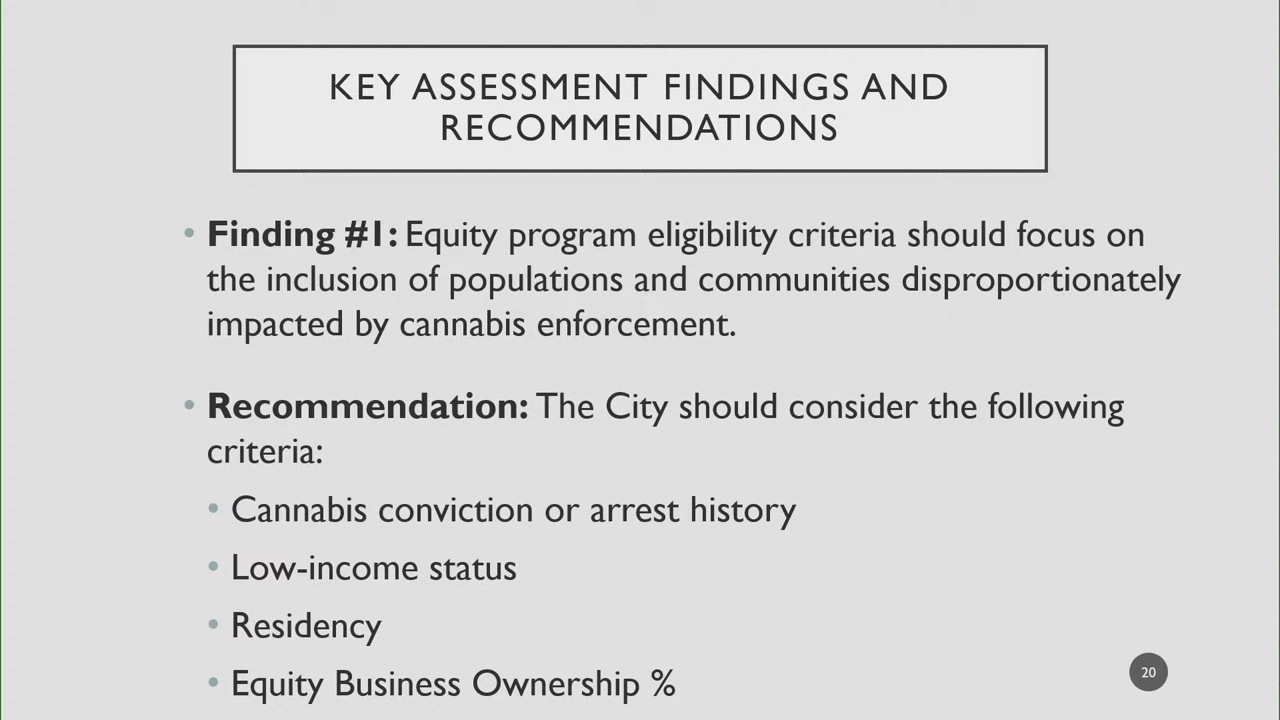 KEY ASSESSMENT FINDINGS AND
RECOMMENDATIONS
• Finding #1: Equity program eligibility criteria should focus on
the inclusion of populations and communities disproportionately
impacted by cannabis enforcement.
• Recommendation: The City should consider the following
criteria:
• Cannabis conviction or arrest history
• Low-income status
• Residency
• Equity Business Ownership %
20